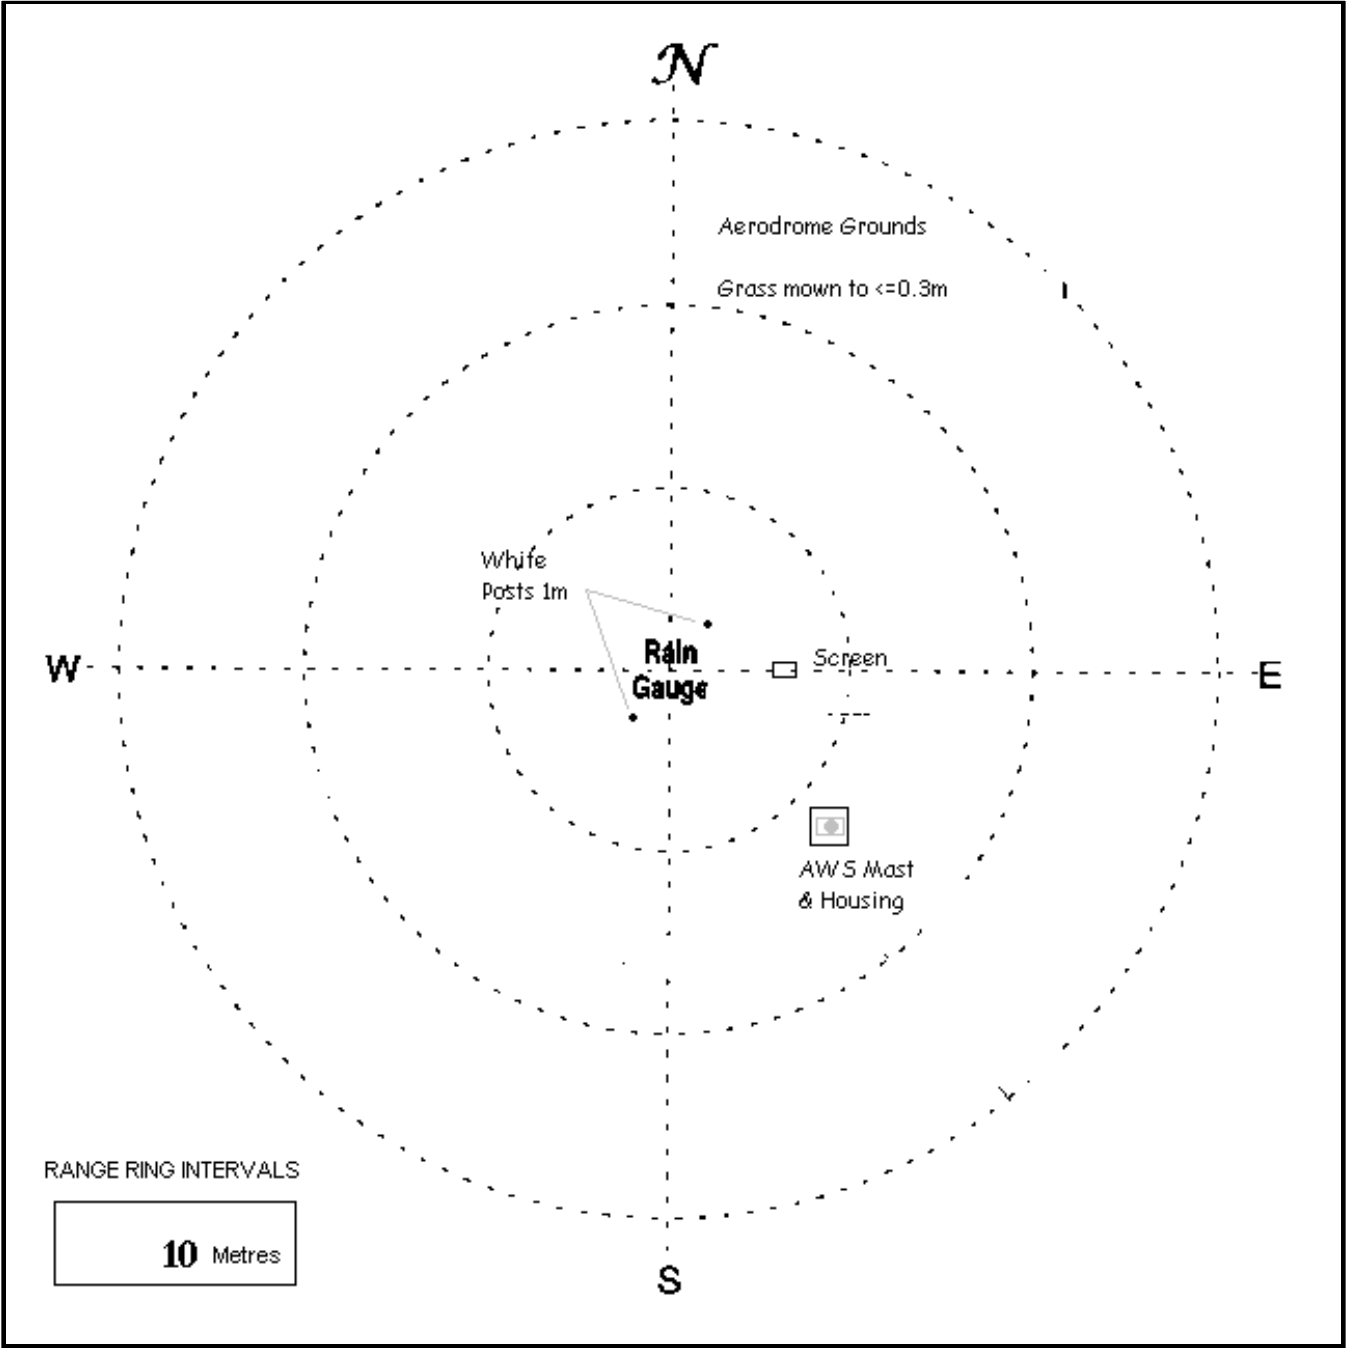 N
Aerodrome Grounds
Grass mown to <=0.3m
White
Posts 1m
Rain
Gauge
Screen
W
E
AWS Mast
& Housing
RANGE RING INTERVALS
10 Metres
S